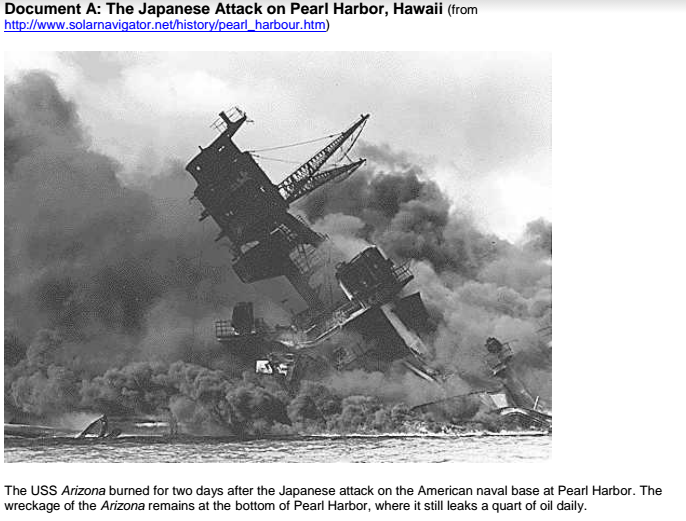 Document A: The Japanese Attack on Pearl Harbor, Hawaii (from
http://www.solarnavigator.net/history/pearl_harbour.htm)
The USS Arizona burned for two days after the Japanese attack on the American naval base at Pearl Harbor. The
wreckage of the Arizona remains at the bottom of Pearl Harbor, where it still leaks a quart of oil daily.